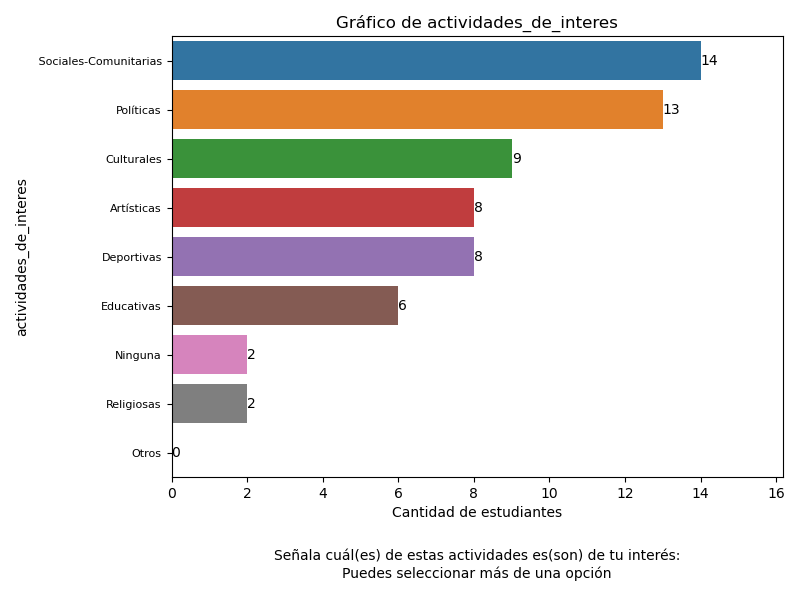 Gráfico de actividades_de_interes
Sociales-Comunitarias
14
Políticas
13
Culturales
9
Artísticas
8
Deportivas
8
Educativas
6
Ninguna
2
Religiosas
2
Otros
0
actividades_de_interes
0 2 4 6 8 10 12 14 16
Cantidad de estudiantes
Señala cuál(es) de estas actividades es(son) de tu interés:
Puedes seleccionar más de una opción